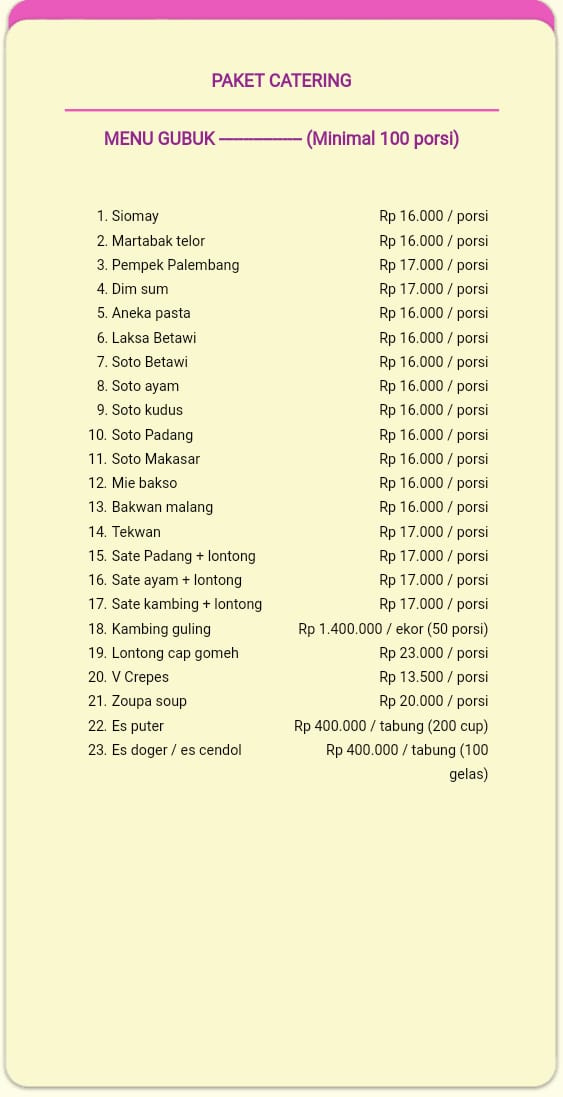 PAKET CATERING
MENU GUBUK ----------------- (Minimal 100 porsi)
1. Siomay Rp 16.000 / porsi
2. Martabak telor Rp 16.000 / porsi
3. Pempek Palembang Rp 17.000 / porsi
4. Dim sum Rp 17.000 / porsi
5. Aneka pasta Rp 16.000 / porsi
6. Laksa Betawi Rp 16.000 / porsi
7. Soto Betawi Rp 16.000 / porsi
8. Soto ayam Rp 16.000 / porsi
9. Soto kudus Rp 16.000 / porsi
10. Soto Padang Rp 16.000 / porsi
11. Soto Makasar Rp 16.000 / porsi
12. Mie bakso Rp 16.000 / porsi
13. Bakwan malang Rp 16.000 / porsi
14. Tekwan Rp 17.000 / porsi
15. Sate Padang + lontong Rp 17.000 / porsi
16. Sate ayam + lontong Rp 17.000 / porsi
17. Sate kambing + lontong Rp 17.000 / porsi
18. Kambing guling Rp 1.400.000 / ekor (50 porsi)
19. Lontong cap gomeh Rp 23.000 / porsi
20. V Crepes Rp 13.500 / porsi
21. Zoupa soup Rp 20.000 / porsi
22. Es puter Rp 400.000 / tabung (200 cup)
23. Es doger / es cendol Rp 400.000 / tabung (100
gelas)